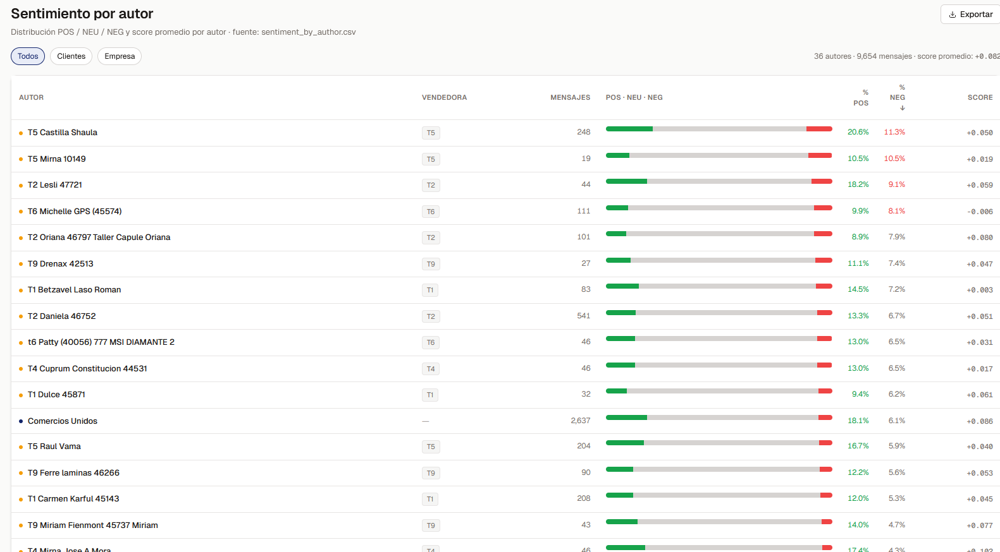 Sentimiento por autor
Exportar
Distribución POS / NEU / NEG y score promedio por autor · fuente: sentiment_by_author.csv
Todos Clientes Empresa
36 autores · 9,654 mensajes · score promedio: +0.082
AUTOR VENDEDORA MENSAJES POS · NEU · NEG % POS % NEG ↓ SCORE
T5 Castilla Shaula T5 248 20.6% 11.3% +0.050
T5 Mirna 10149 T5 19 10.5% 10.5% +0.019
T2 Lesli 47721 T2 44 18.2% 9.1% +0.059
T6 Michelle GPS (45574) T6 111 9.9% 8.1% -0.006
T2 Oriana 46797 Taller Capule Oriana T2 101 8.9% 7.9% +0.080
T9 Drenax 42513 T9 27 11.1% 7.4% +0.047
T1 Betzavel Laso Roman T1 83 14.5% 7.2% +0.003
T2 Daniela 46752 T2 541 13.3% 6.7% +0.051
t6 Patty (40056) 777 MSI DIAMANTE 2 T6 46 13.0% 6.5% +0.031
T4 Cuprum Constitucion 44531 T4 46 13.0% 6.5% +0.017
T1 Dulce 45871 T1 32 9.4% 6.2% +0.061
Comercios Unidos — 2,637 18.1% 6.1% +0.086
T5 Raul Vama T5 204 16.7% 5.9% +0.040
T9 Ferre laminas 46266 T9 90 12.2% 5.6% +0.053
T1 Carmen Karful 45143 T1 208 12.0% 5.3% +0.045
T9 Miriam Fienmont 45737 Miriam T9 43 14.0% 4.7% +0.077
T4 Mirna Jose A Mora T4 46 17.4% 4.3% +0.102